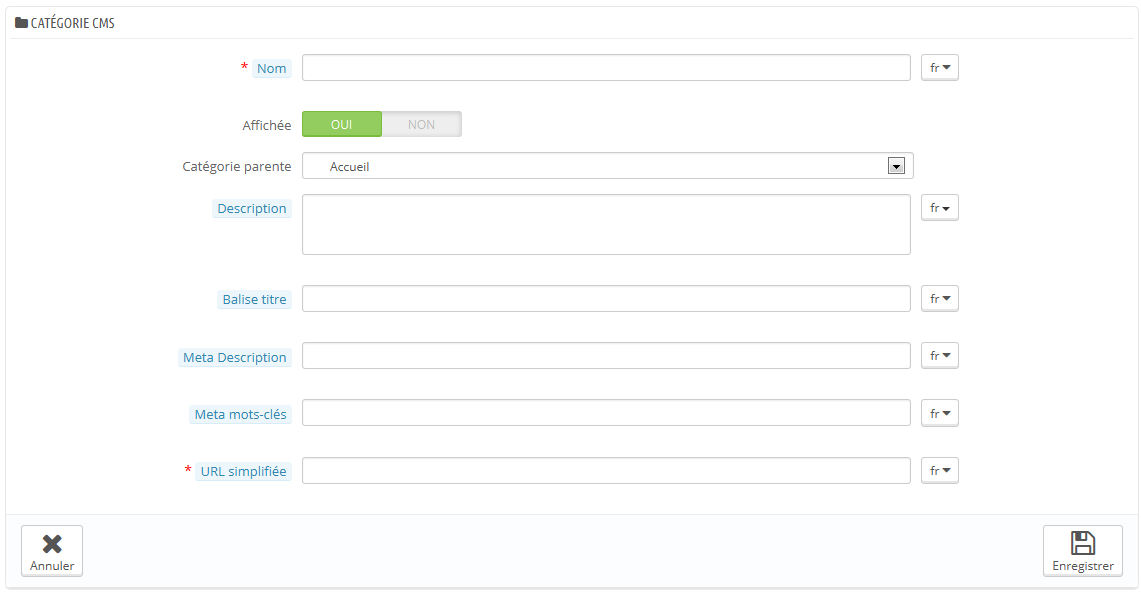 CATÉGORIE CMS
* Nom fr
Affichée OUI NON
Catégorie parente Accueil
Description fr
Balise titre fr
Meta Description fr
Meta mots-clés fr
* URL simplifiée fr
Annuler Enregistrer